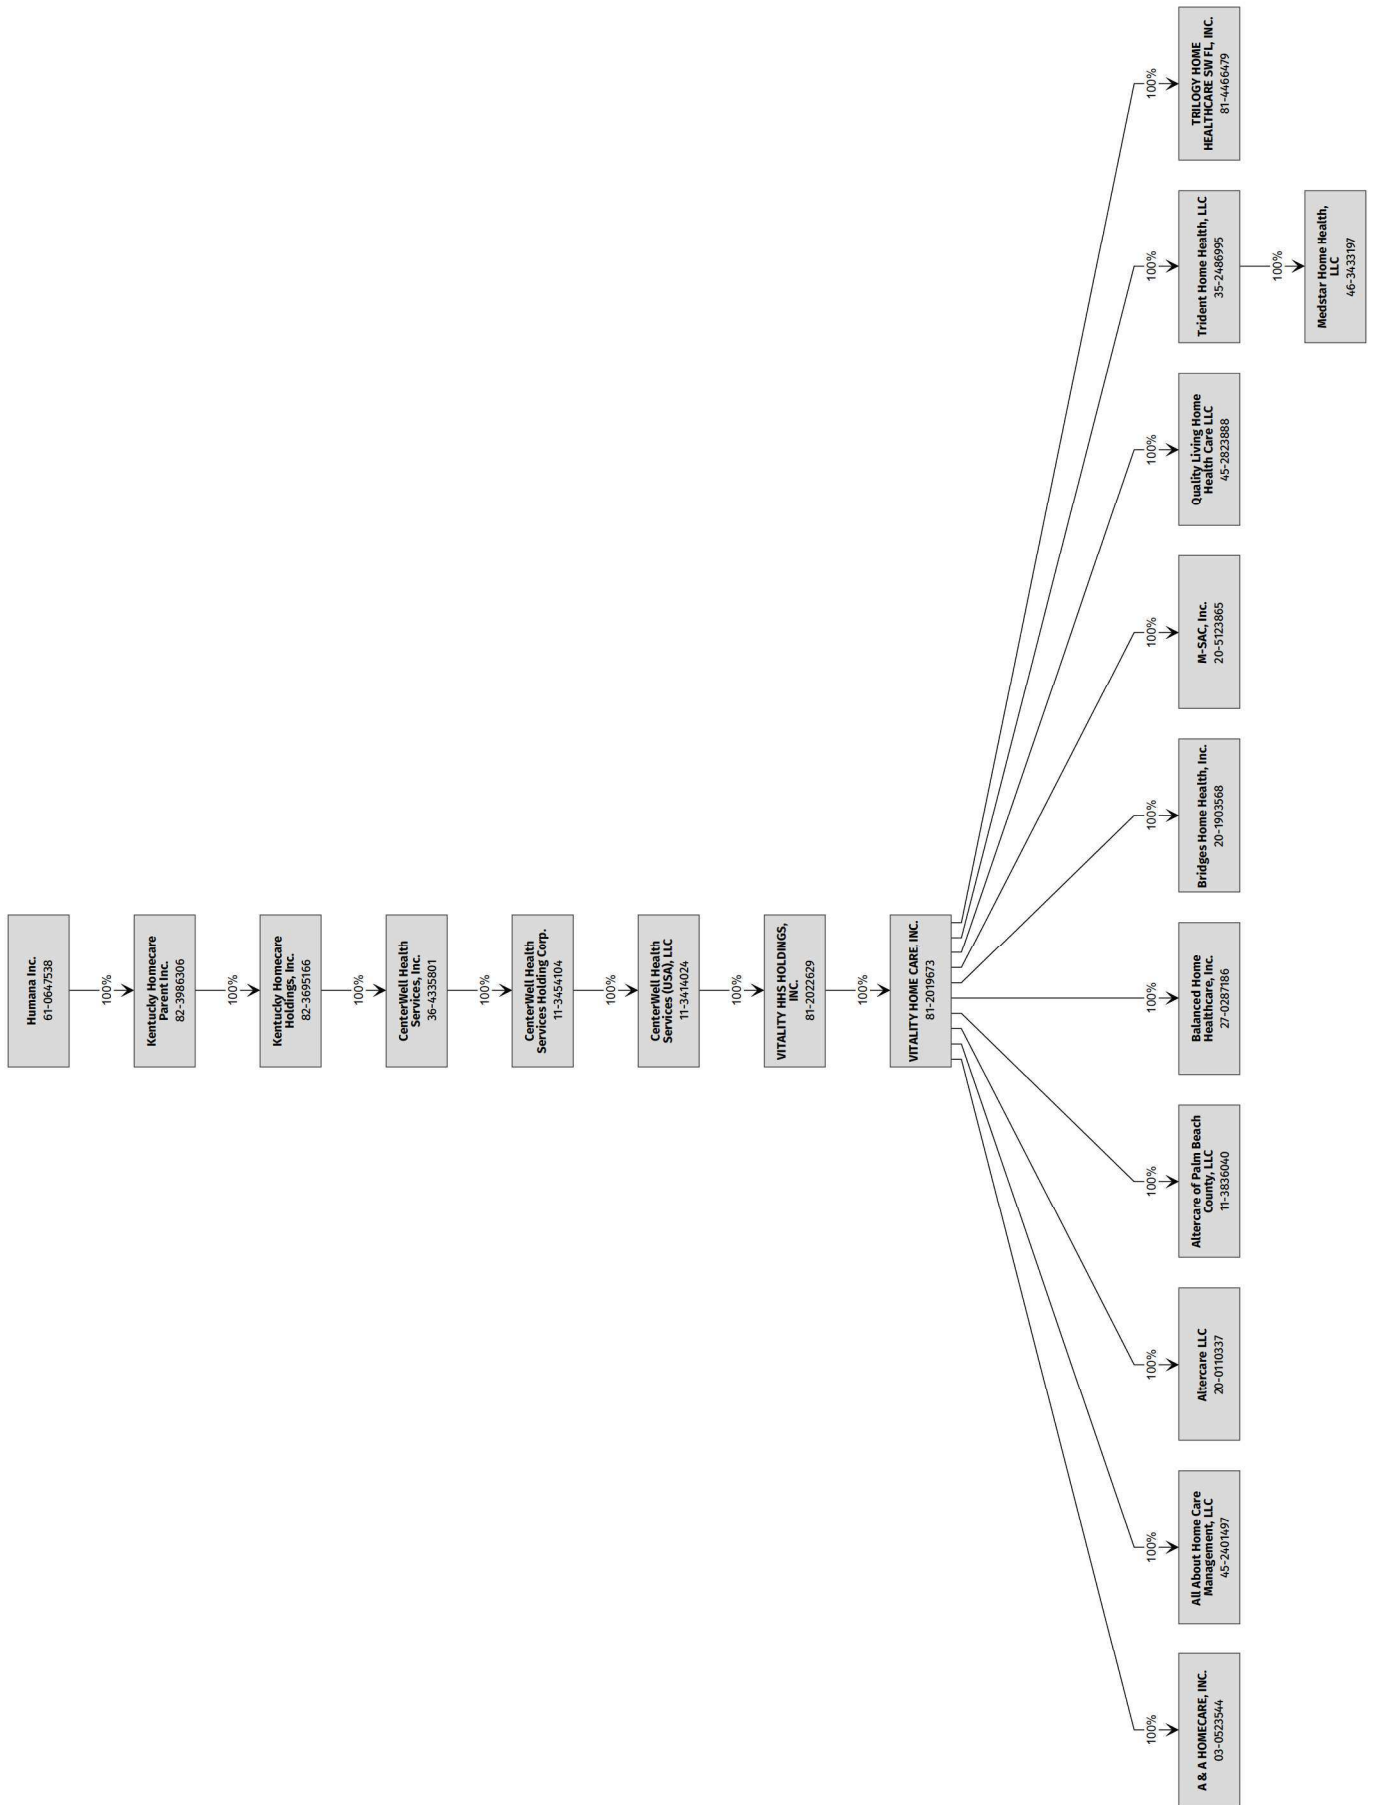 Humana Inc.
61-0647538
100%
Kentucky Homecare
Parent Inc.
82-3986306
100%
Kentucky Homecare
Holdings, Inc.
82-3695166
100%
CenterWell Health
Services, Inc.
36-4335801
100%
CenterWell Health
Services Holding Corp.
11-3454104
100%
CenterWell Health
Services (USA), LLC
11-3414024
100%
VITALITY HHS HOLDINGS,
INC.
81-2022629
100%
VITALITY HOME CARE, INC.
81-2019673
100%
100%
100%
100%
100%
100%
100%
100%
100%
100%
A & A HOMECARE, INC.
03-0523544
All About Home Care
Management, LLC
45-2401497
Altercare LLC
20-0110337
Altercare of Palm Beach
County, LLC
11-3836040
Balanced Home
Healthcare, Inc.
27-0287186
Bridges Home Health, Inc.
20-1903568
M-SAC, Inc.
20-5123865
Quality Living Home
Health Care LLC
45-2823888
Trident Home Health, LLC
35-2486995
TRILOGY HOME
HEALTHCARE SW FL, INC.
81-4466479
100%
Medstar Home Health,
LLC
46-3433197